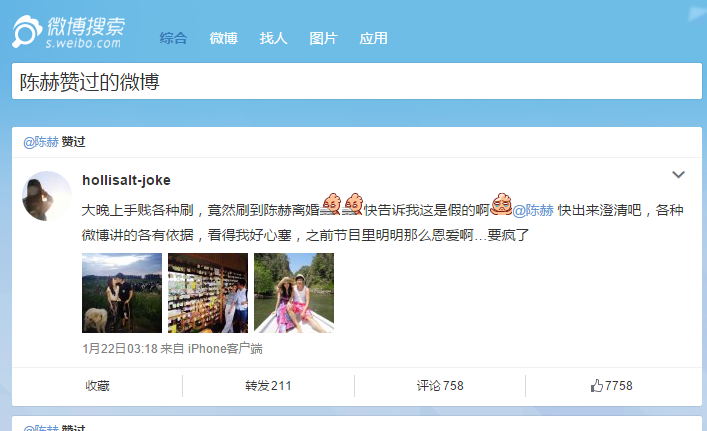 微博搜索
s.weibo.com
综合 微博 找人 图片 应用
陈赫赞过的微博
@陈赫 赞过
hollisalt-joke
大晚上手贱各种刷，竟然刷到陈赫离婚快告诉我这是假的啊@陈赫 快出来澄清吧，各种
微博讲的各有依据，看得我好心塞，之前节目里明明那么恩爱啊...要疯了
1月22日03:18 来自 iPhone客户端
收藏 转发211 评论758 7758
@陈赫 赞过